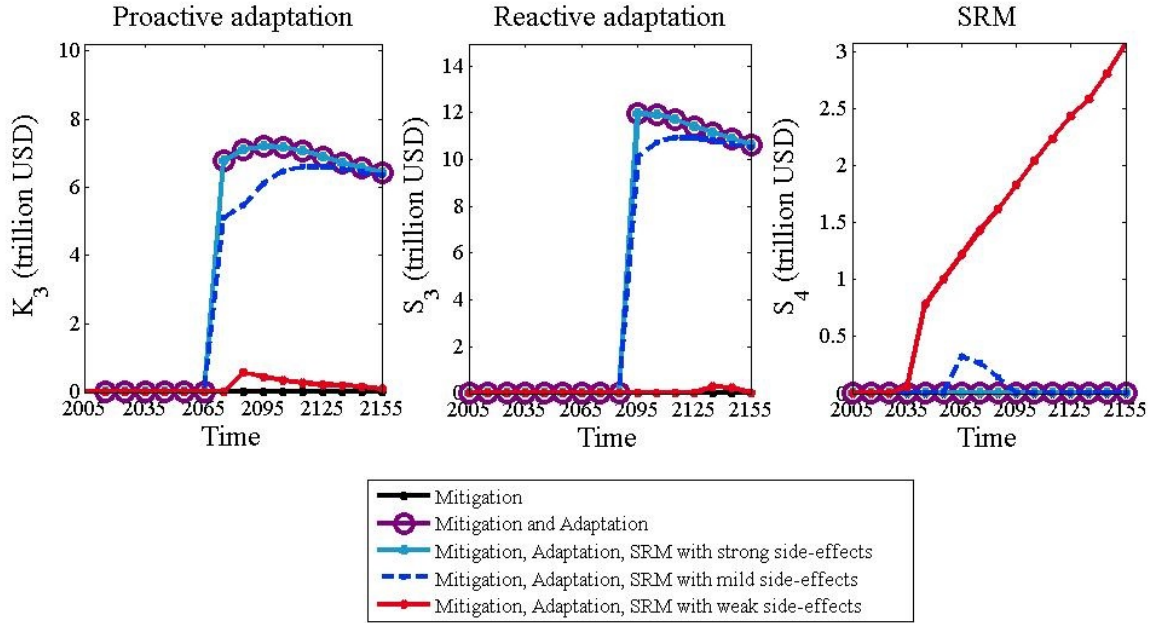 Proactive adaptation
Reactive adaptation
SRM
K3 (trillion USD)
10
8
6
4
2
0
2005 2035 2065 2095 2125 2155
Time
S3 (trillion USD)
14
12
10
8
6
4
2
0
2005 2035 2065 2095 2125 2155
Time
S4 (trillion USD)
3
2.5
2
1.5
1
0.5
0
2005 2035 2065 2095 2125 2155
Time
Mitigation
Mitigation and Adaptation
Mitigation, Adaptation, SRM with strong side-effects
Mitigation, Adaptation, SRM with mild side-effects
Mitigation, Adaptation, SRM with weak side-effects